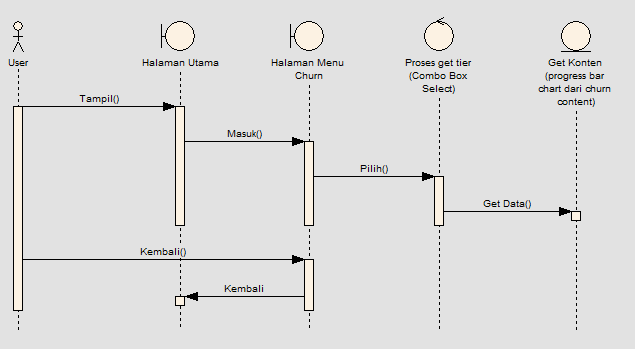 User
Halaman Utama
Halaman Menu
Churn
Proses get tier
(Combo Box
Select)
Get Konten
(progress bar
chart dari churn
content)
Tampil()
Masuk()
Pilih()
Get Data()
Kembali()
Kembali